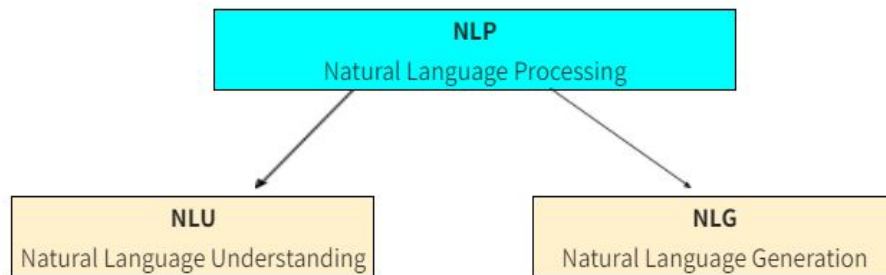 NLP
Natural Language Processing
NLU
Natural Language Understanding
NLG
Natural Language Generation